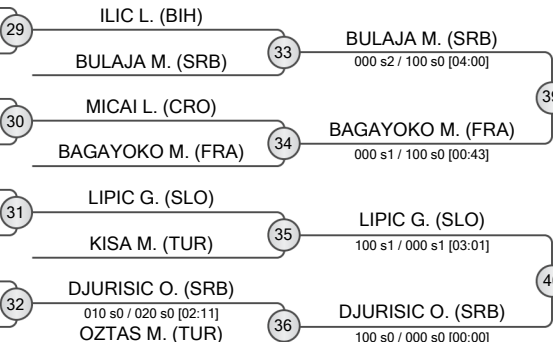 29
ILIC L. (BIH)
33
BULAJA M. (SRB)
BULAJA M. (SRB)
000 s2 / 100 s0 [04:00]
39
30
MICAI L. (CRO)
34
BAGAYOKO M. (FRA)
BAGAYOKO M. (FRA)
000 s1 / 100 s0 [00:43]
31
LIPIC G. (SLO)
35
KISA M. (TUR)
LIPIC G. (SLO)
100 s1 / 000 s1 [03:01]
32
DJURISIC O. (SRB)
010 s0 / 020 s0 [02:11]
36
OZTAS M. (TUR)
DJURISIC O. (SRB)
100 s0 / 000 s0 [00:00]